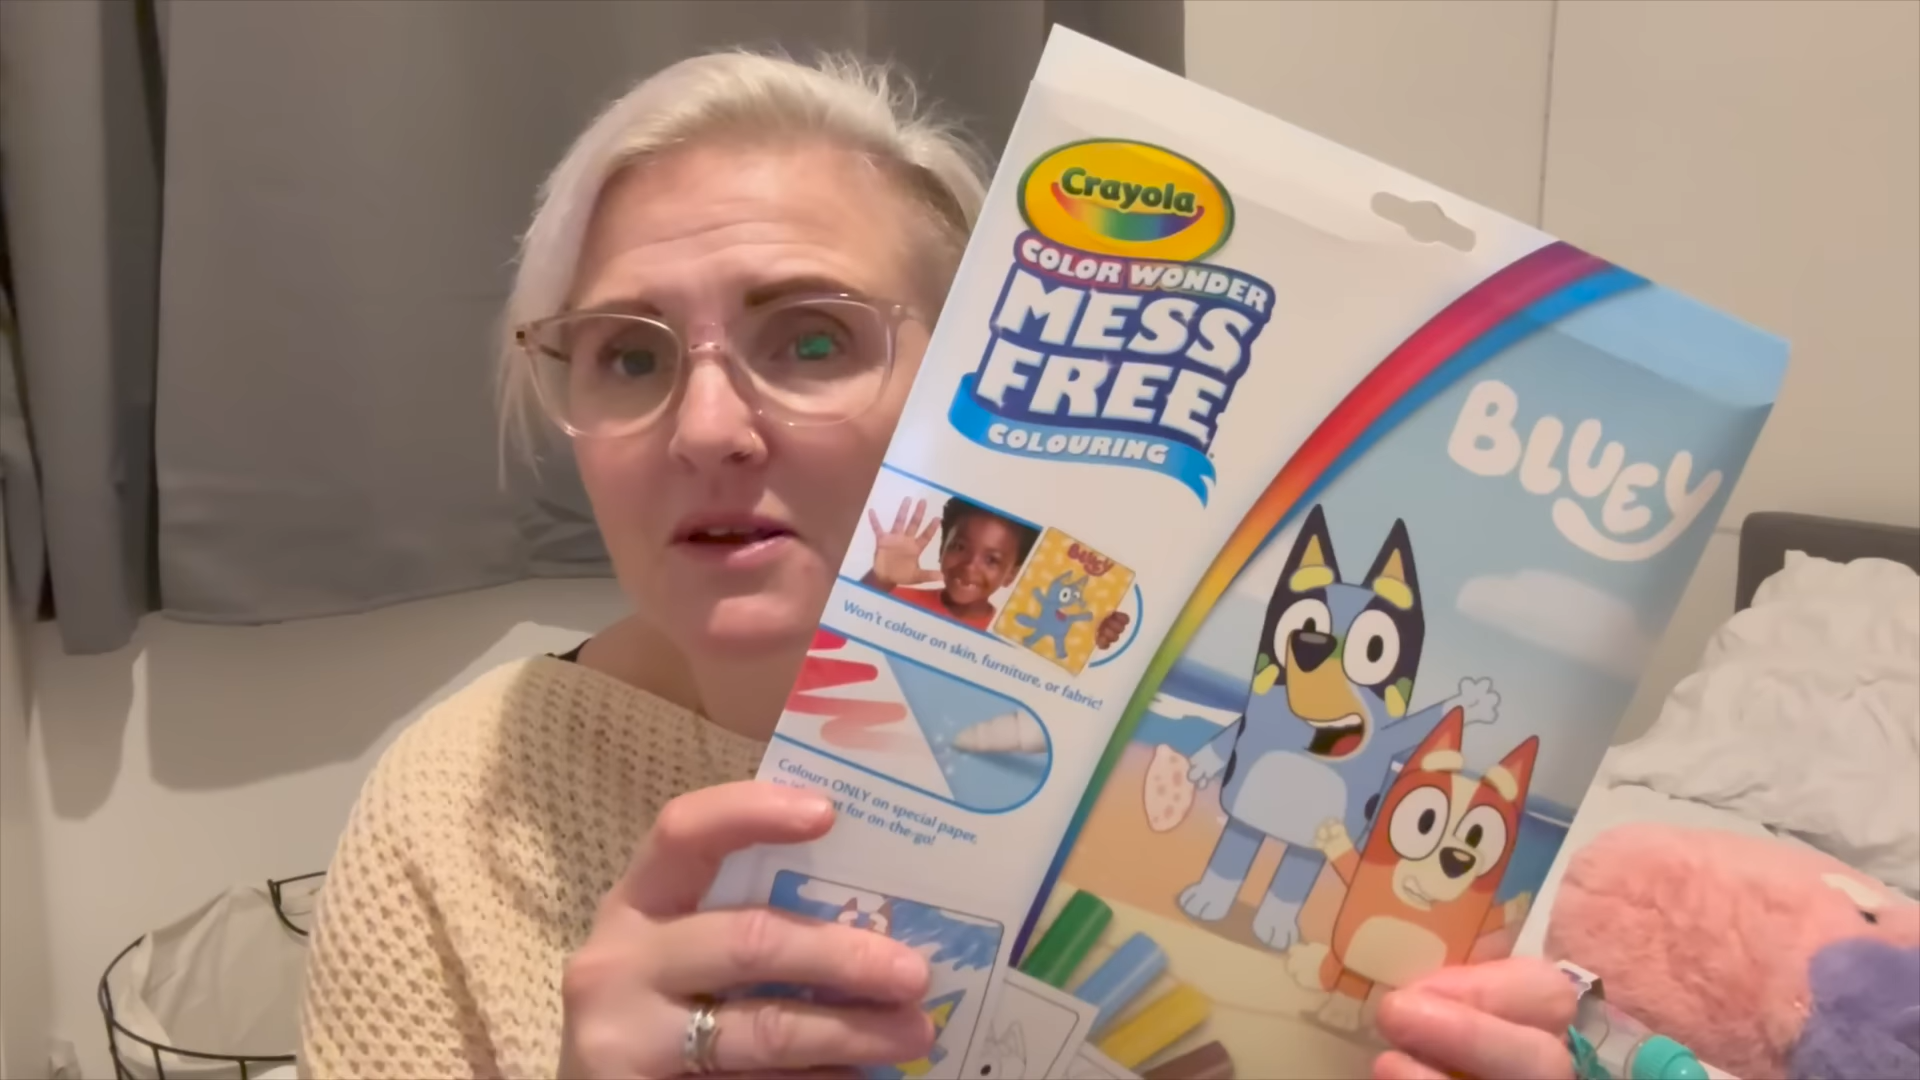 Crayola
COLOR WONDER
MESS
FREE
COLOURING
BLUEY
BLUEY
Won't colour on skin, furniture, or fabric!
Colours ONLY on special paper,
for on-the-go!